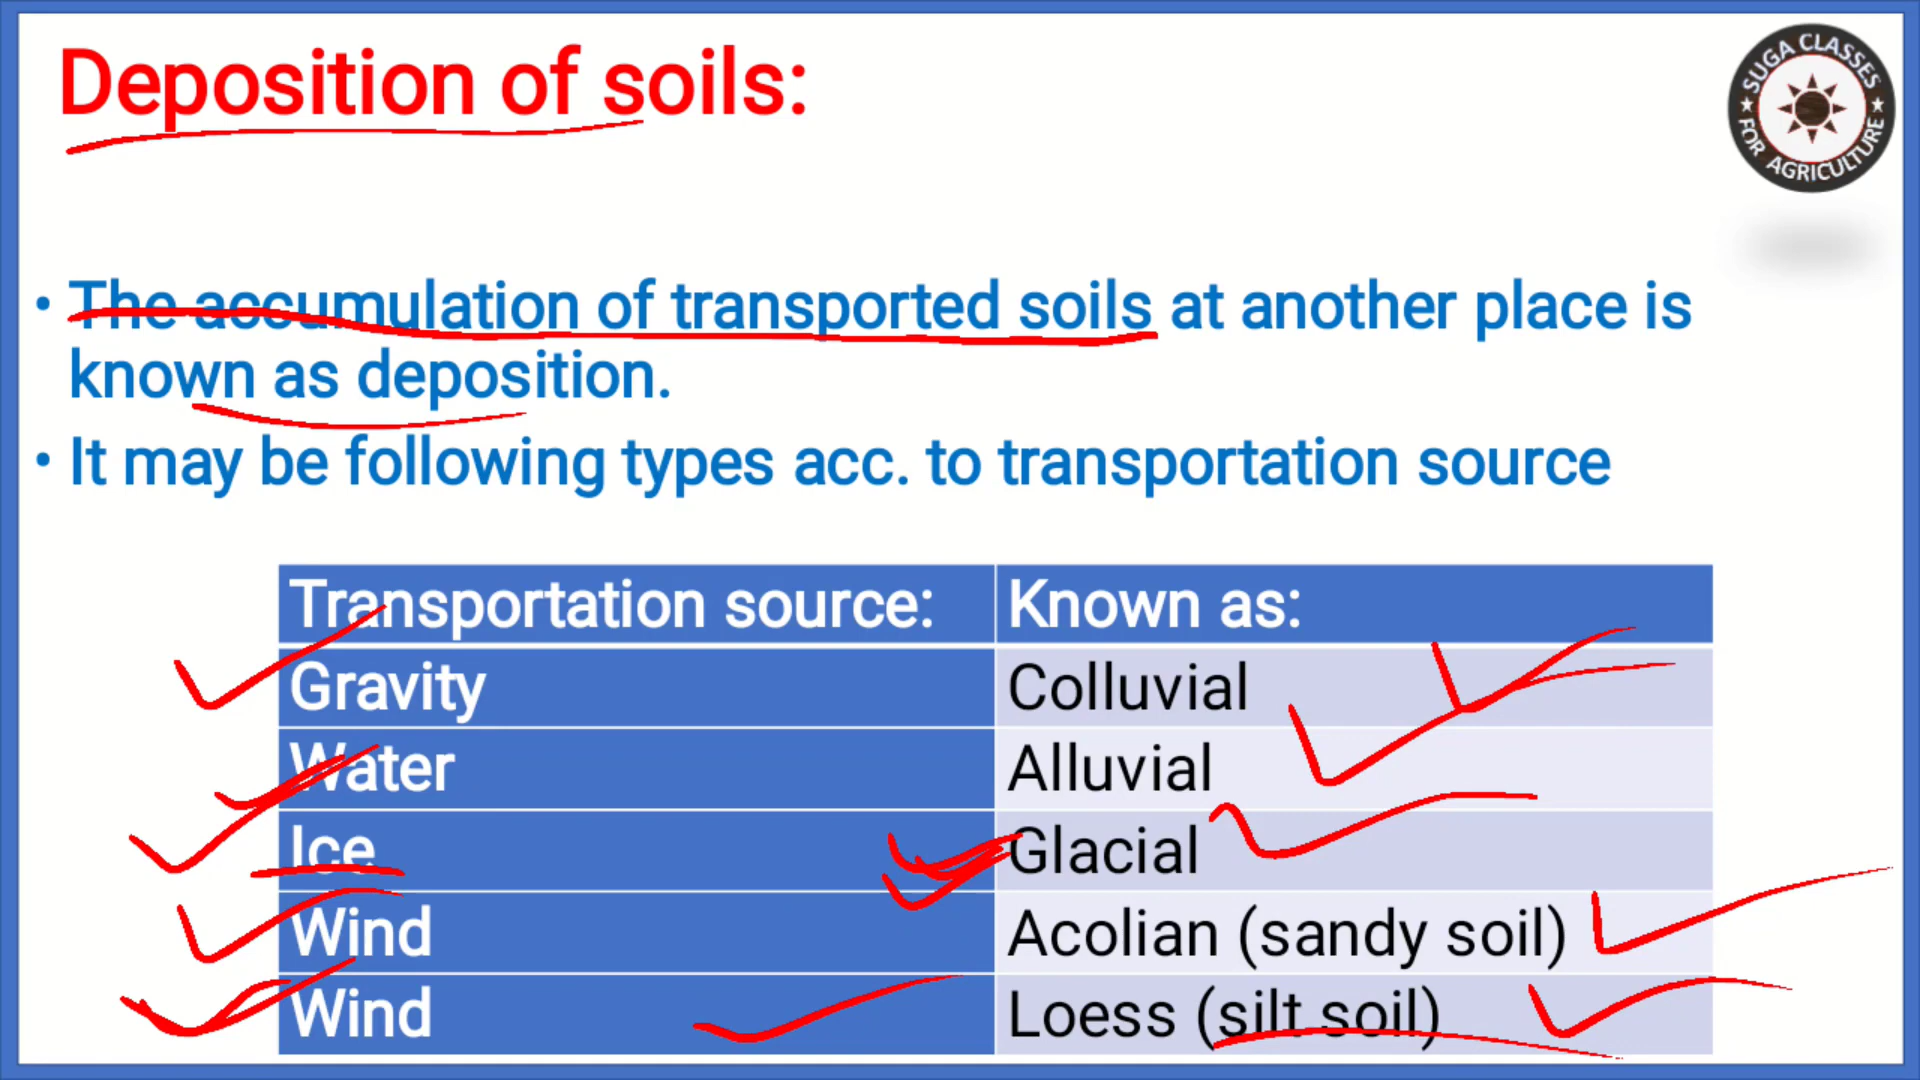 Deposition of soils:
SUGA CLASSES
FOR AGRICULTURE
• The accumulation of transported soils at another place is
known as deposition.
• It may be following types acc. to transportation source
Transportation source: Known as:
Gravity Colluvial
Water Alluvial
Ice Glacial
Wind Acolian (sandy soil)
Wind Loess (silt soil)